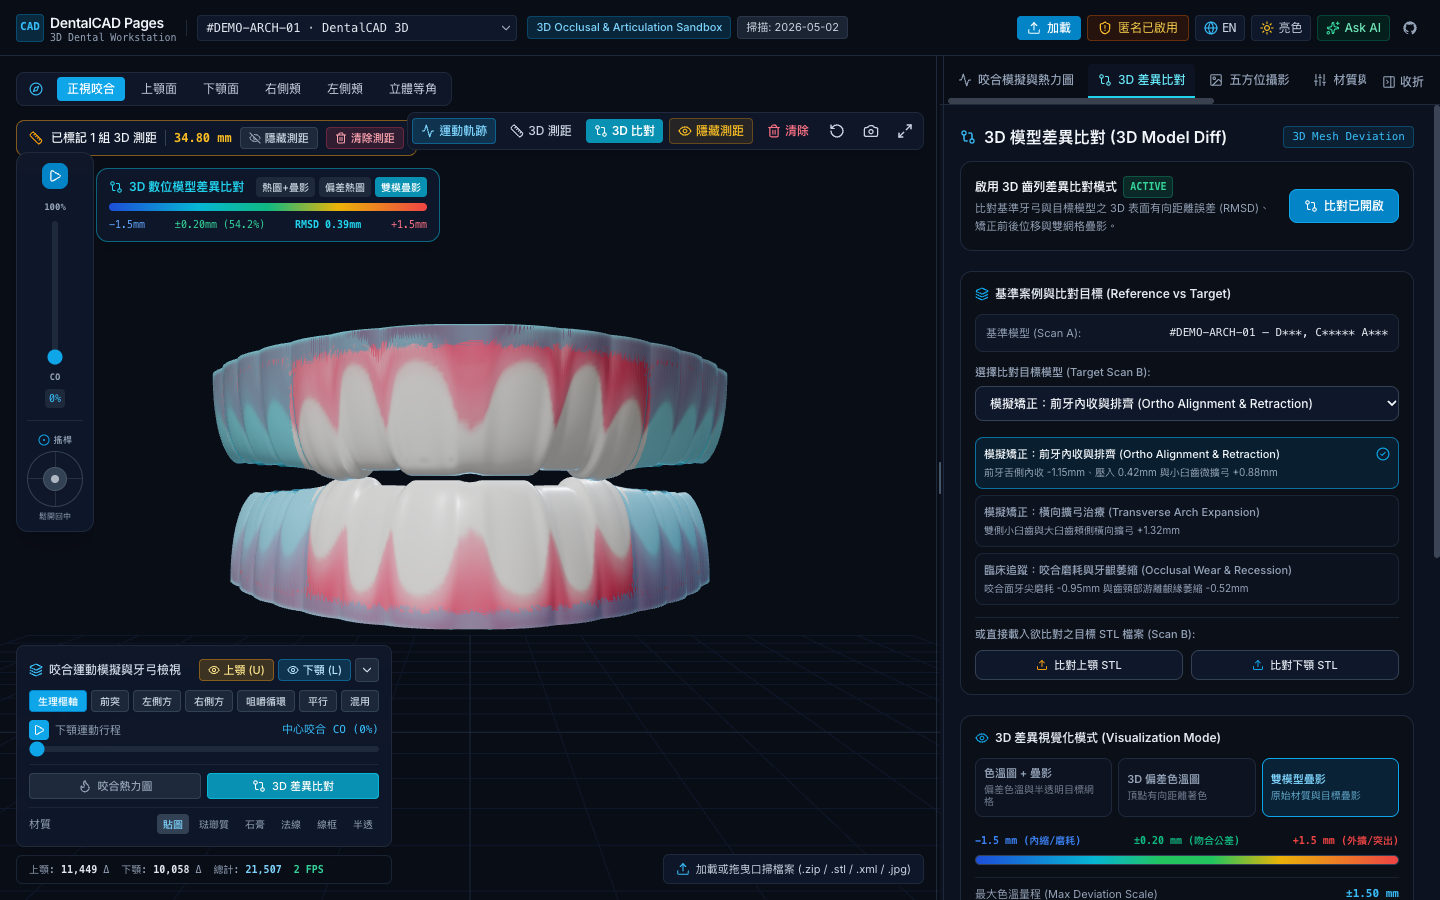 CAD
DentalCAD Pages
3D Dental Workstation
#DEMO-ARCH-01 · DentalCAD 3D
3D Occlusal & Articulation Sandbox
掃描: 2026-05-02
加載
匿名已啟用
EN
亮色
Ask AI
正視咬合
上顎面
下顎面
右側頰
左側頰
立體等角
已標記 1 組 3D 測距
34.80 mm
隱藏測距
清除測距
運動軌跡
3D 測距
3D 比對
隱藏測距
清除
3D 數位模型差異比對
熱圖+疊影
偏差熱圖
雙模疊影
−1.5mm
±0.20mm (54.2%)
RMSD 0.39mm
+1.5mm
100%
CO
0%
搖桿
鬆開回中
咬合運動模擬與牙弓檢視
上顎 (U)
下顎 (L)
生理樞軸
前突
左側方
右側方
咀嚼循環
平行
混用
下顎運動行程
中心咬合 CO (0%)
咬合熱力圖
3D 差異比對
材質
貼圖
琺瑯質
石膏
法線
線框
半透
上顎: 11,449 Δ 下顎: 10,058 Δ 總計: 21,507 2 FPS
加載或拖曳口掃檔案 (.zip / .stl / .xml / .jpg)
咬合模擬與熱力圖
3D 差異比對
五方位攝影
收折
3D 模型差異比對 (3D Model Diff)
3D Mesh Deviation
啟用 3D 齒列差異比對模式
ACTIVE
比對基準牙弓與目標模型之 3D 表面有向距離誤差 (RMSD)、
矯正前後位移與雙網格疊影。
比對已開啟
基準案例與比對目標 (Reference vs Target)
基準模型 (Scan A):
#DEMO-ARCH-01 — D***, C***** A***
選擇比對目標模型 (Target Scan B):
模擬矯正：前牙內收與排齊 (Ortho Alignment & Retraction)
模擬矯正：前牙內收與排齊 (Ortho Alignment & Retraction)
前牙舌側內收 -1.15mm、壓入 0.42mm 與小臼齒微擴弓 +0.88mm
模擬矯正：橫向擴弓治療 (Transverse Arch Expansion)
雙側小臼齒與大臼齒頰側橫向擴弓 +1.32mm
臨床追蹤：咬合磨耗與牙齦萎縮 (Occlusal Wear & Recession)
咬合面牙尖磨耗 -0.95mm 與齒頸部游離齦緣萎縮 -0.52mm
或直接載入欲比對之目標 STL 檔案 (Scan B):
比對上顎 STL
比對下顎 STL
3D 差異視覺化模式 (Visualization Mode)
色溫圖 + 疊影
偏差色溫與半透明目標網
格
3D 偏差色溫圖
頂點有向距離著色
雙模型疊影
原始材質與目標疊影
−1.5 mm (內縮/磨耗)
±0.20 mm (吻合公差)
+1.5 mm (外擴/突出)
最大色溫量程 (Max Deviation Scale)
±1.50 mm